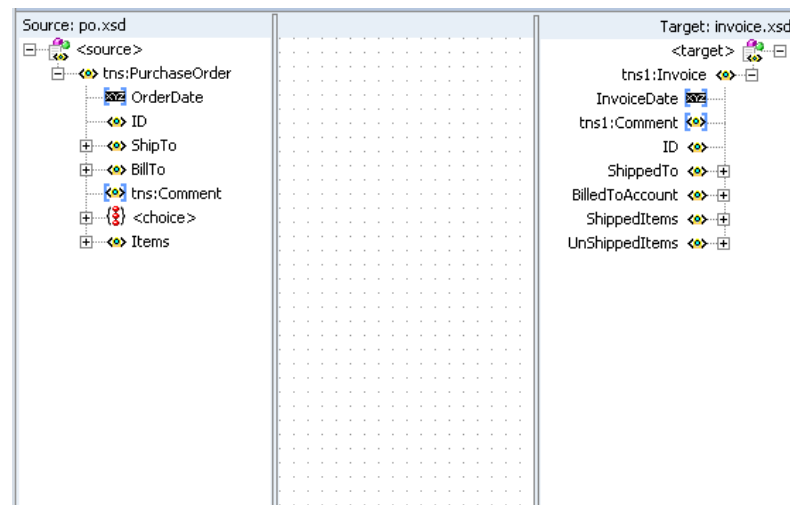 Source: po.xsd
<source>
tns:PurchaseOrder
OrderDate
ID
ShipTo
BillTo
tns:Comment
<choice>
Items
Target: invoice.xsd
<target>
tns1:Invoice
InvoiceDate
tns1:Comment
ID
ShippedTo
BilledToAccount
ShippedItems
UnShippedItems